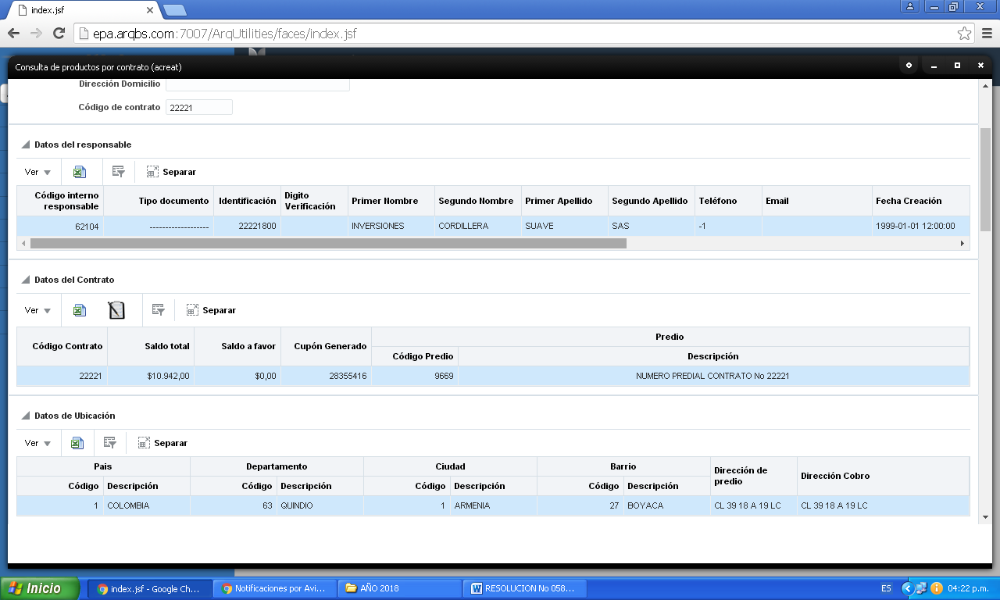 index.jsf
epa.arqbs.com:7007/ArqUtilities/faces/index.jsf
Consulta de productos por contrato (acreat)
Dirección Domicilio
Código de contrato 22221
Datos del responsable
Ver Separar
Código interno responsable Tipo documento Identificación Digito Verificación Primer Nombre Segundo Nombre Primer Apellido Segundo Apellido Teléfono Email Fecha Creación
62104 ------------------- 22221800 INVERSIONES CORDILLERA SUAVE SAS -1 1999-01-01 12:00:00
Datos del Contrato
Ver Separar
Predio
Código Contrato Saldo total Saldo a favor Cupón Generado
Código Predio Descripción
22221 $10.942,00 $0,00 28355416 9669 NUMERO PREDIAL CONTRATO No 22221
Datos de Ubicación
Ver Separar
Pais Departamento Ciudad Barrio Dirección de predio Dirección Cobro
Código Descripción Código Descripción Código Descripción Código Descripción
1 COLOMBIA 63 QUINDIO 1 ARMENIA 27 BOYACA CL 39 18 A 19 LC CL 39 18 A 19 LC
Inicio index.jsf - Google Ch... Notificaciones por Avi... AÑO 2018 RESOLUCION No 058... ES 04:22 p.m.